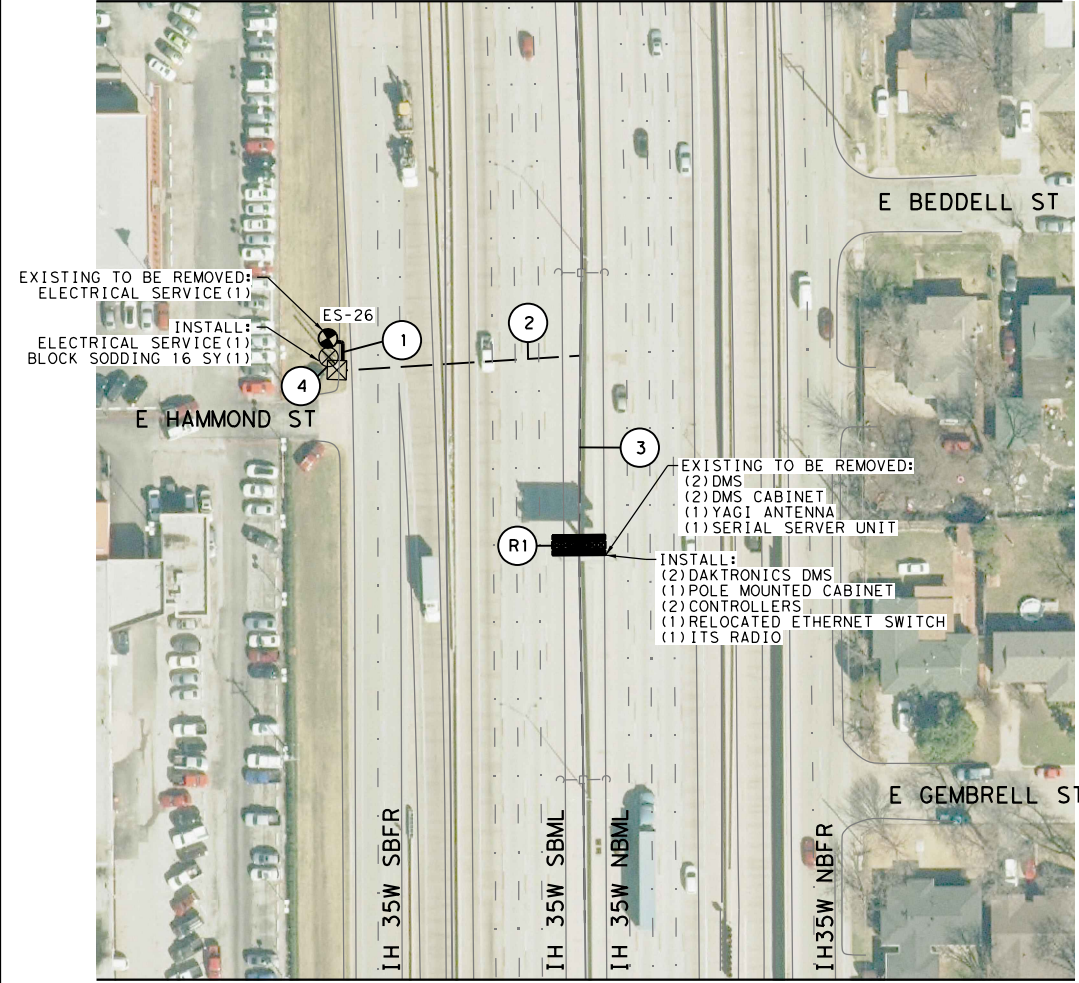 E BEDDELL ST
EXISTING TO BE REMOVED:
ELECTRICAL SERVICE(1)
INSTALL:
ELECTRICAL SERVICE(1)
BLOCK SODDING 16 SY(1)
ES-26
1
2
4
E HAMMOND ST
3
EXISTING TO BE REMOVED:
(2)DMS
(2)DMS CABINET
(1)YAGI ANTENNA
(1)SERIAL SERVER UNIT
R1
INSTALL:
(2)DAKTRONICS DMS
(1)POLE MOUNTED CABINET
(2)CONTROLLERS
(1)RELOCATED ETHERNET SWITCH
(1)ITS RADIO
E GEMBRELL ST
IH 35W SBFR
IH 35W SBML
IH 35W NBML
IH35W NBFR